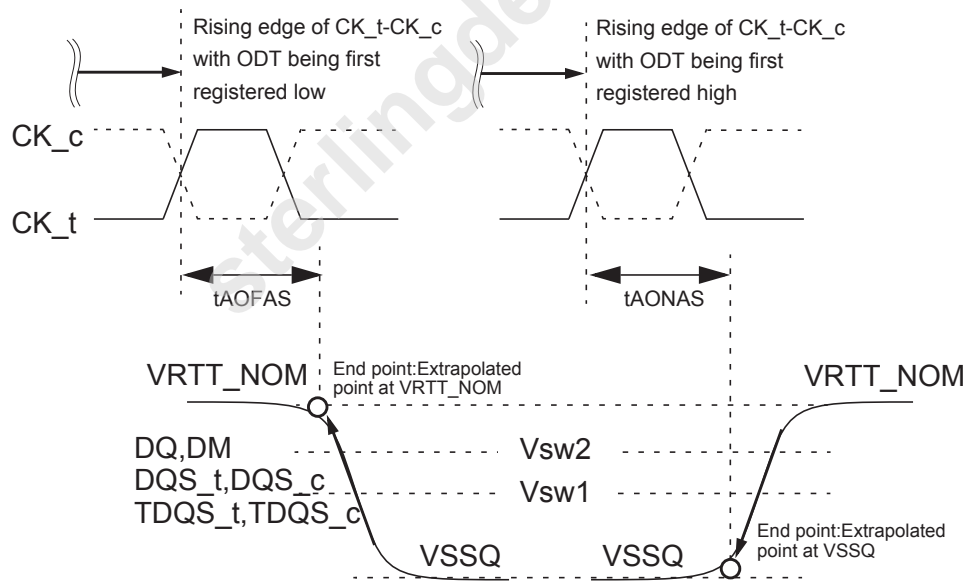 Rising edge of CK_t-CK_c
with ODT being first
registered low
Rising edge of CK_t-CK_c
with ODT being first
registered high
CK_c
CK_t
tAOFAS
tAONAS
VRTT_NOM
End point:Extrapolated
point at VRTT_NOM
VRTT_NOM
DQ,DM
DQS_t,DQS_c
TDQS_t,TDQS_c
Vsw2
Vsw1
VSSQ
VSSQ
End point:Extrapolated
point at VSSQ